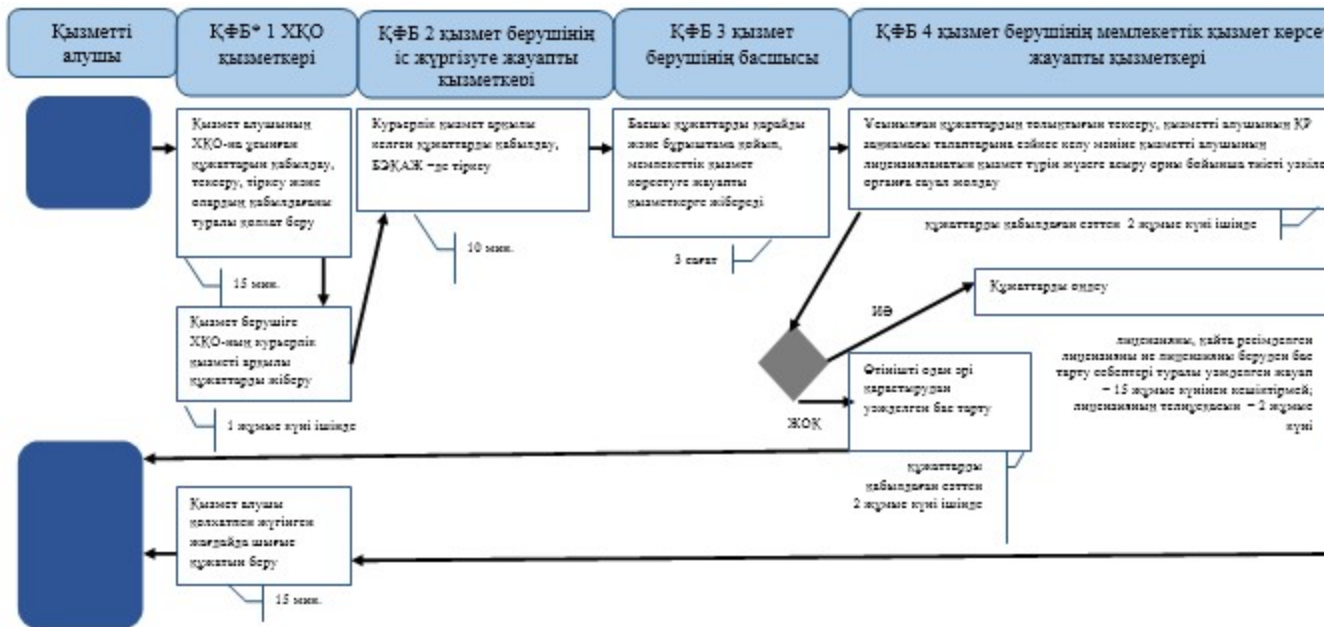 Қызметті
алушы
ҚФБ* 1 ХҚО
қызметкері
ҚФБ 2 қызмет берушінің
іс жүргізуге жауапты
қызметкері
ҚФБ 3 қызмет
берушінің басшысы
ҚФБ 4 қызмет берушінің мемлекеттік қызмет көрсет
жауапты қызметкері
Қызмет алушының
ХҚО-на ұсынған
құжаттарын қабылдау,
тексеру, тіркеу және
олардың қабылдағаны
туралы қолхат беру
15 мин.
Қызмет берушіге
ХҚО-ның курьерлік
қызметі арқылы
құжаттарды жіберу
1 жұмыс күні ішінде
Курьерлік қызмет арқылы
келген құжаттарды қабылдау,
БЭҚАЖ –де тіркеу
10 мин.
Басшы құжаттарды қарайды
және бұрыштама қойып,
мемлекеттік қызмет
көрсетуге жауапты
қызметкерге жібереді
3 сағат
Ұсынылған құжаттардың толықтығын тексеру, қызметті алушының ҚР
заңнамасы талаптарына сәйкес келу мәніне қызметті алушының
лицензияланатын қызмет түрін жүзеге асыру орны бойынша тиісті уәкіле
органға сауал жолдау
құжаттарды қабылдаған сәттен 2 жұмыс күні ішінде
ИӘ
Құжаттарды өңдеу
лицензияны, қайта ресімделген
лицензияны не лицензияны беруден бас
тарту себептері туралы уәжделген жауап
– 15 жұмыс күнінен кешіктірмей;
лицензияның телнұсқасын – 2 жұмыс
күні
ЖОҚ
Өтінішті одан әрі
қарастырудан
уәжделген бас тарту
құжаттарды
қабылдаған сәттен
2 жұмыс күні ішінде
Қызмет алушы
қолхатпен жүгінген
жағдайда шығыс
құжатын беру
15 мин.